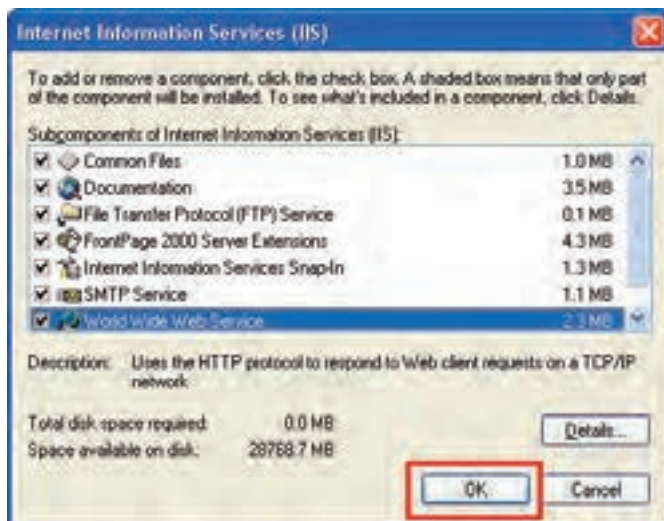 Internet Information Services (IIS)
To add or remove a component, click the check box. A shaded box means that only part
of the component will be installed. To see what's included in a component, click Details.
Subcomponents of Internet Information Services (IIS):
Common Files 1.0 MB
Documentation 3.5 MB
File Transfer Protocol (FTP) Service 0.1 MB
FrontPage 2000 Server Extensions 4.3 MB
Internet Information Services Snap-In 1.3 MB
SMTP Service 1.1 MB
World Wide Web Service 2.3 MB
Description: Uses the HTTP protocol to respond to Web client requests on a TCP/IP
network
Total disk space required: 0.0 MB
Space available on disk: 28768.7 MB
Details...
OK
Cancel